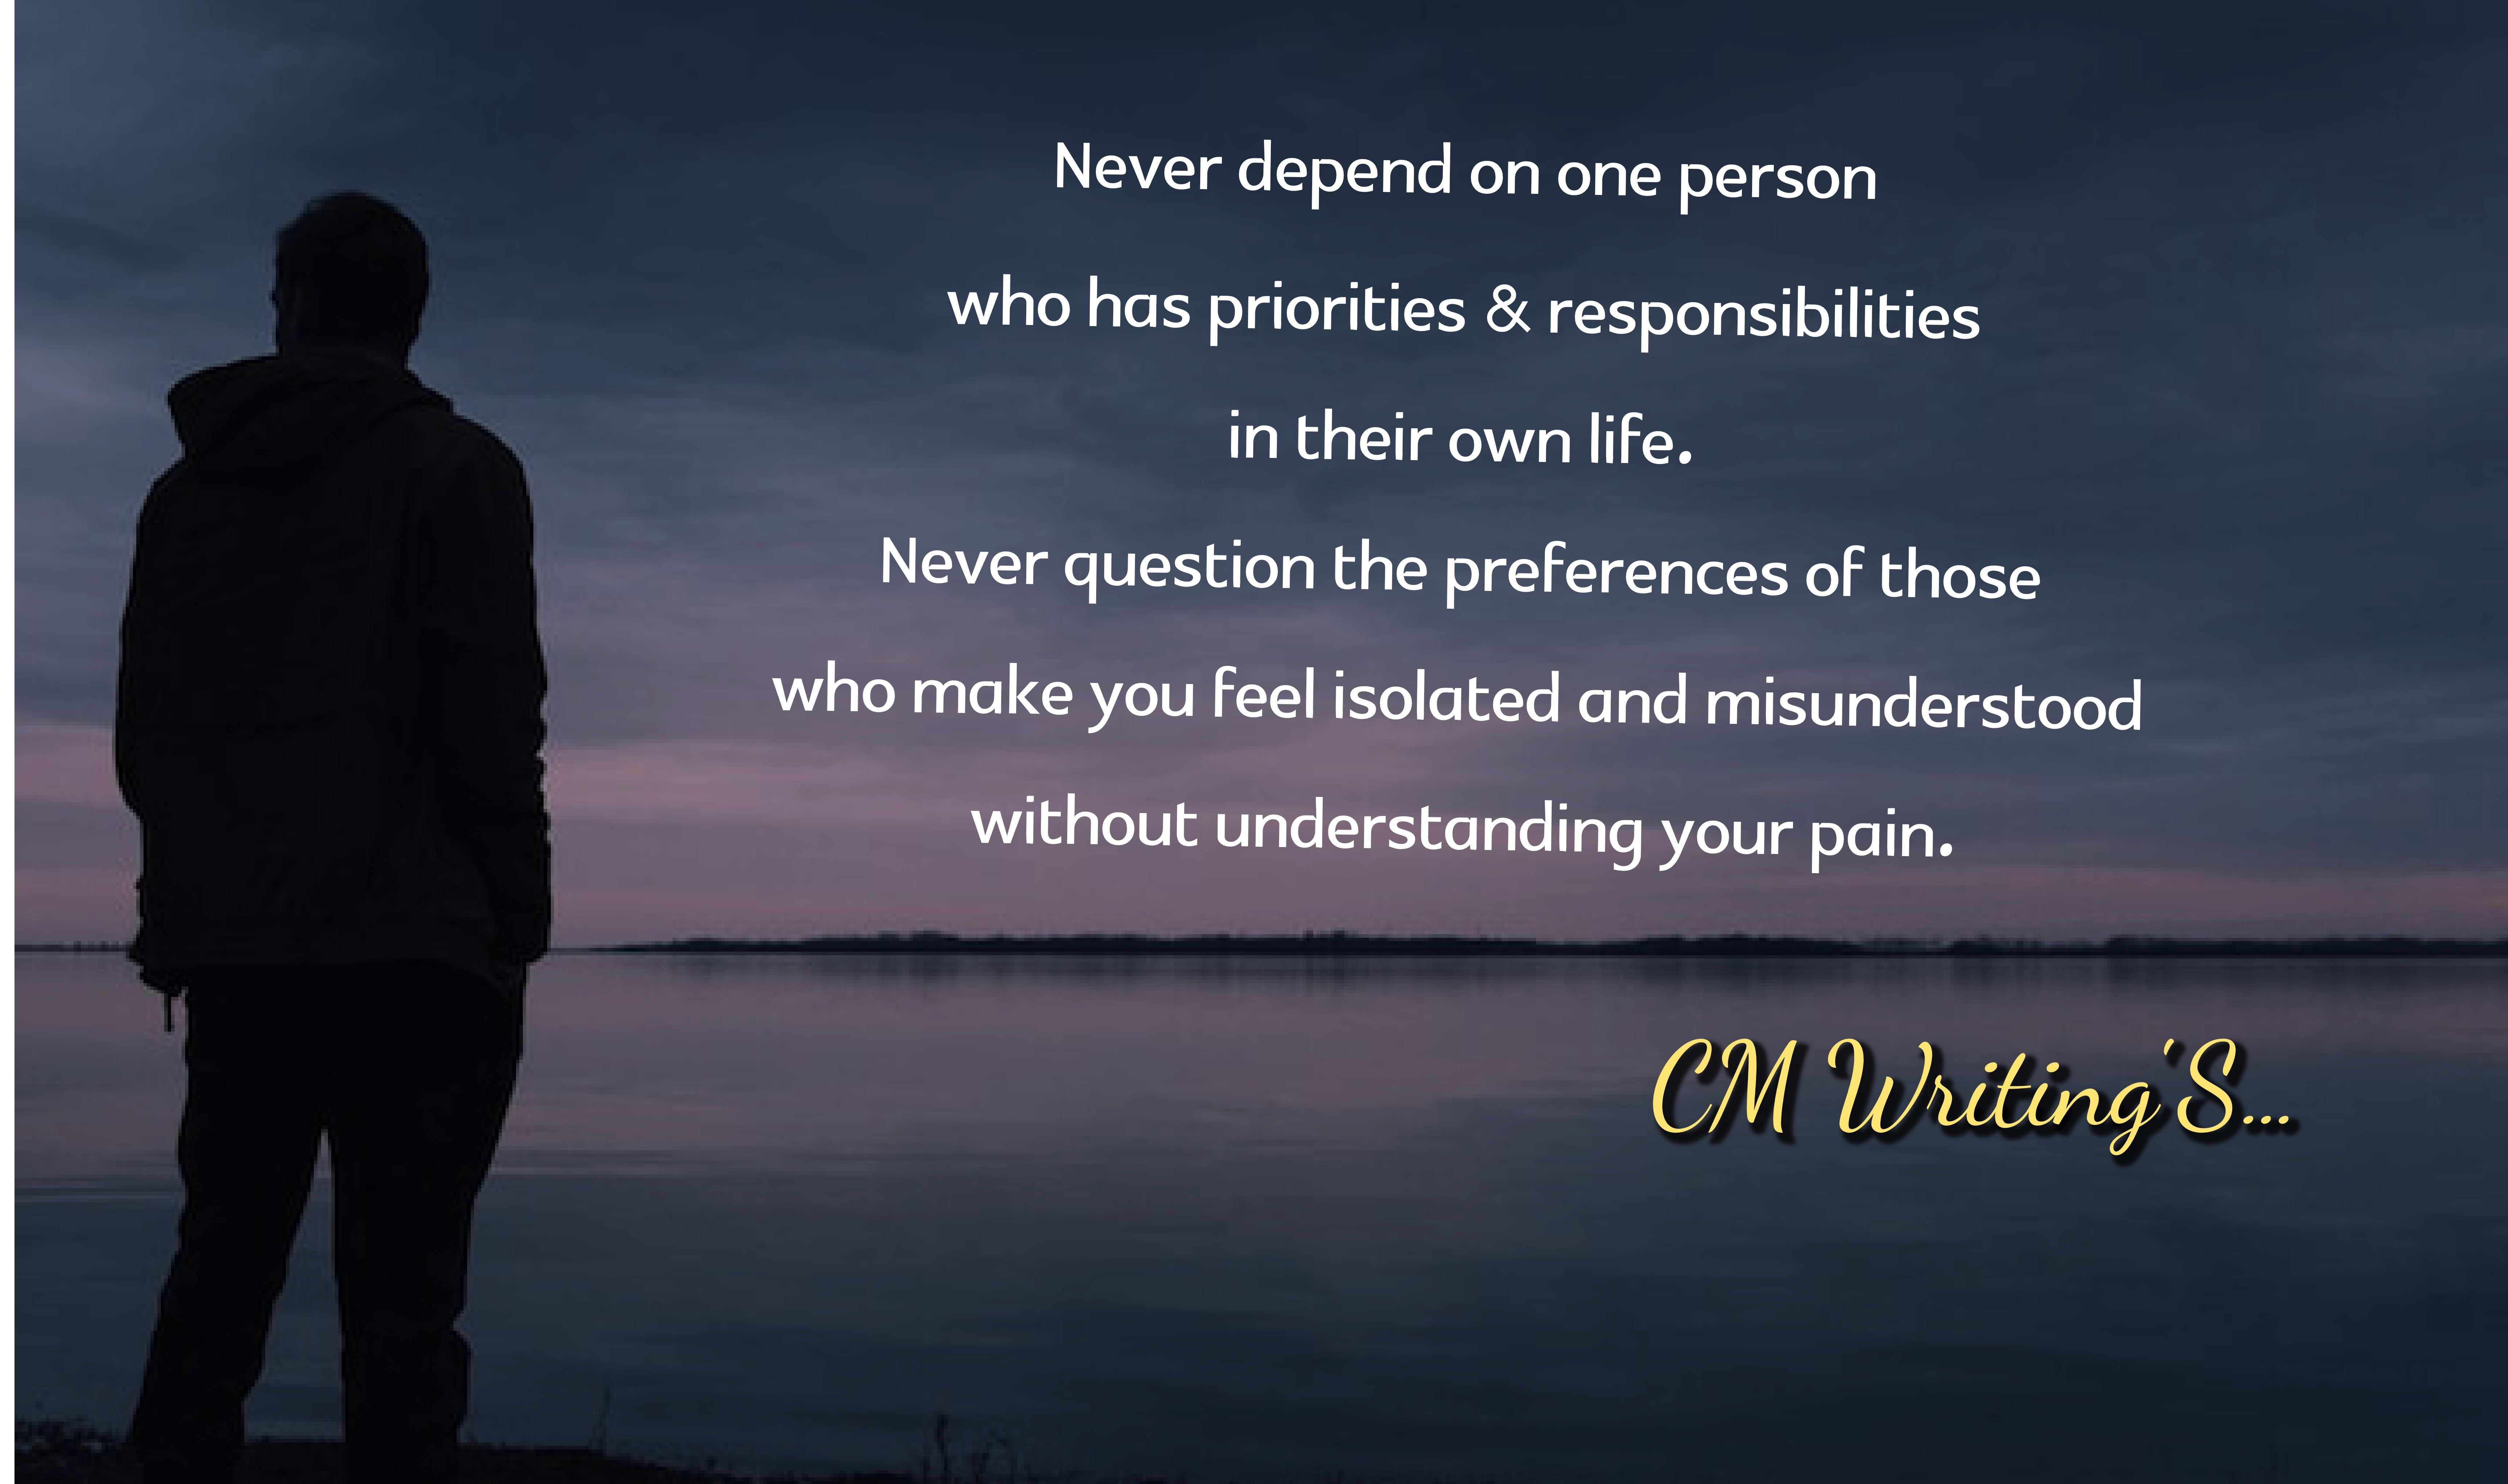 Never depend on one person
who has priorities & responsibilities
in their own life.
Never question the preferences of those
who make you feel isolated and misunderstood
without understanding your pain.
CM Writing'S...